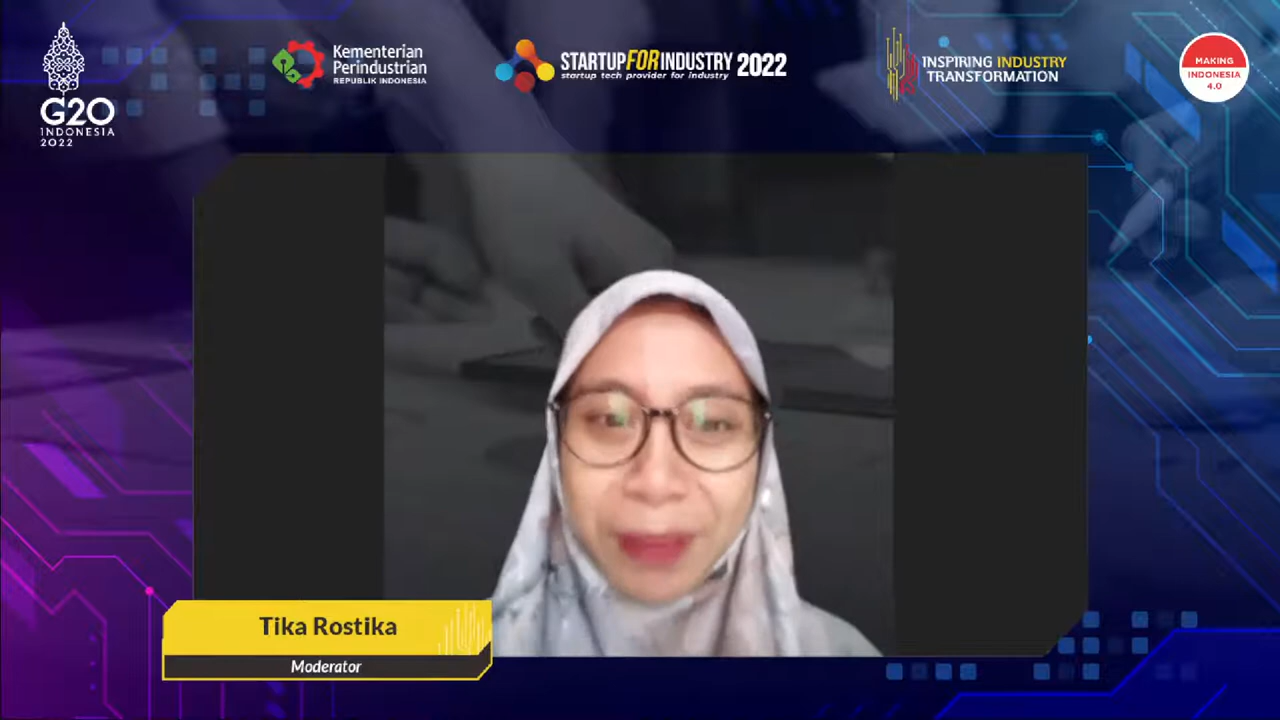 G20
INDONESIA
2022
Kementerian
Perindustrian
REPUBLIK INDONESIA
STARTUPFORINDUSTRY 2022
startup tech provider for industry
INSPIRING INDUSTRY
TRANSFORMATION
MAKING
INDONESIA
4.0
Tika Rostika
Moderator